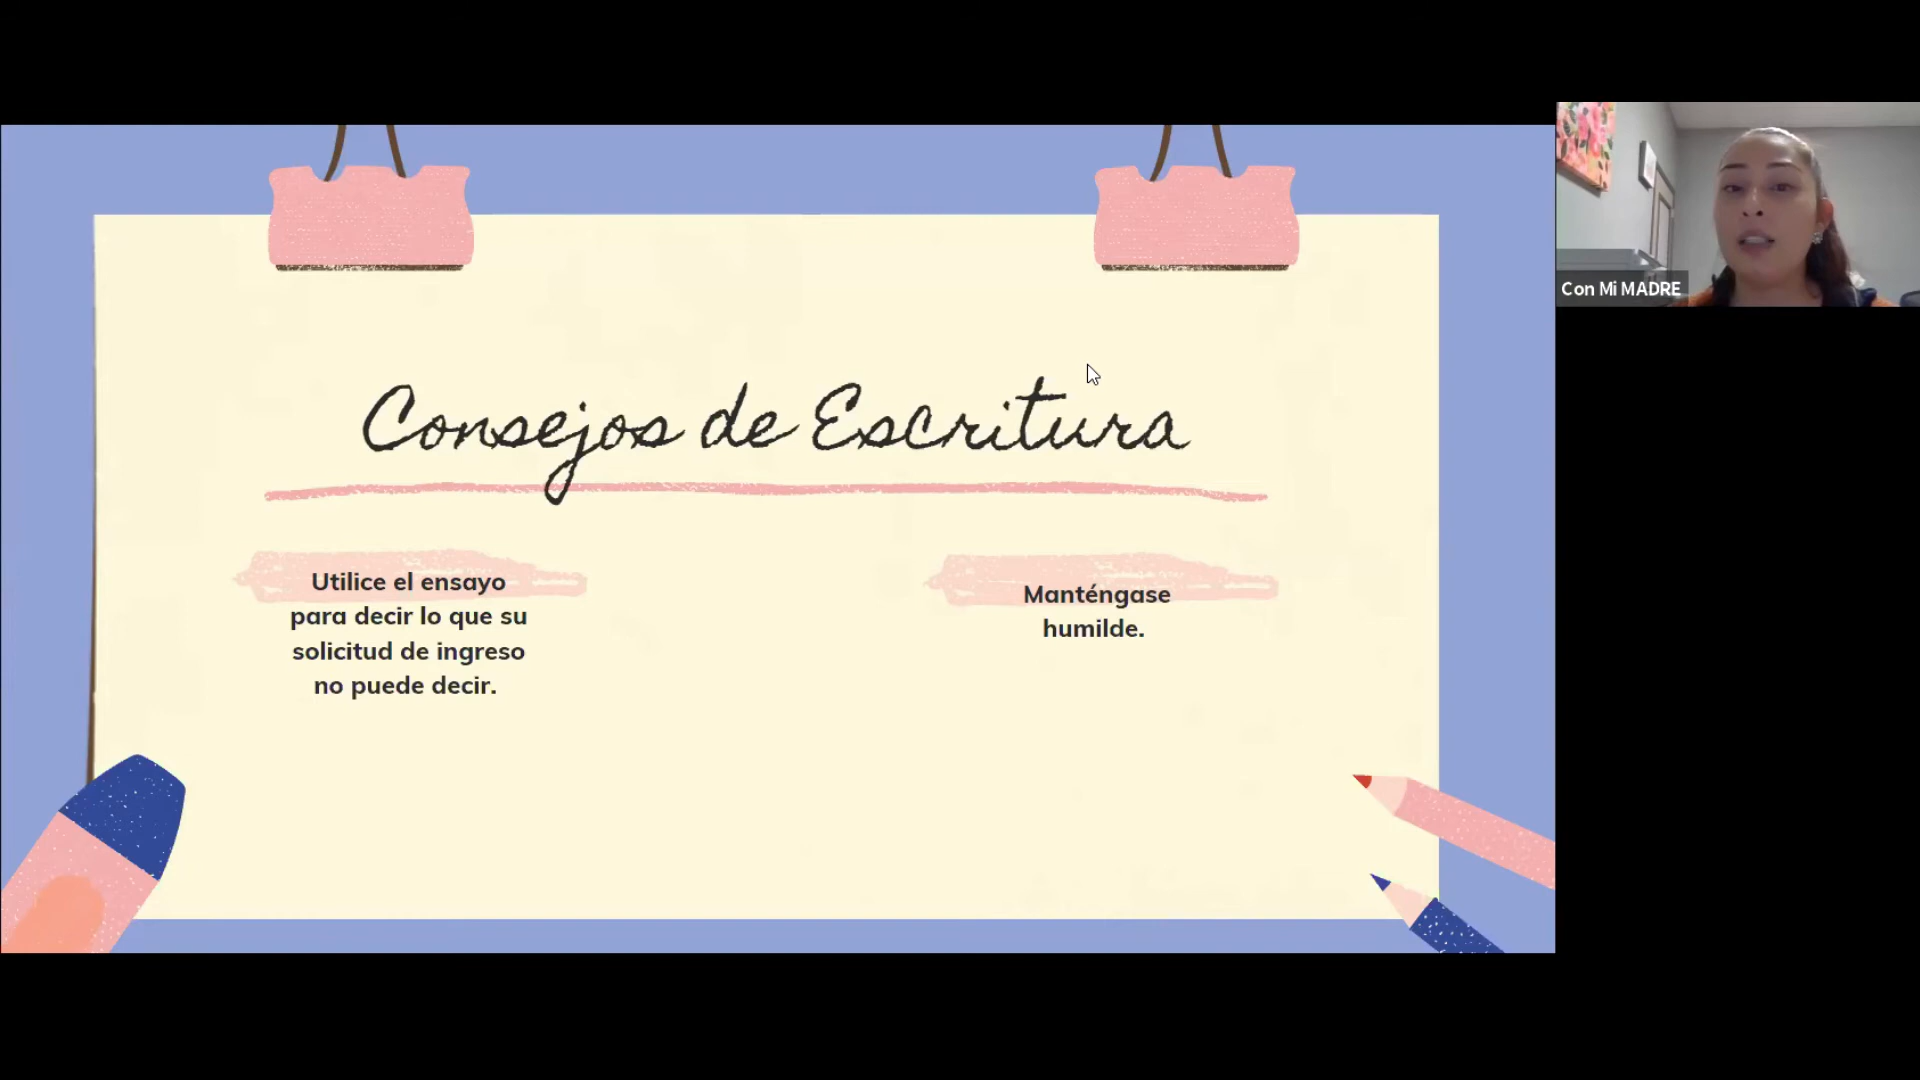 Consejos de Escritura
Utilice el ensayo
para decir lo que su
solicitud de ingreso
no puede decir.
Manténgase
humilde.
Con Mi MADRE